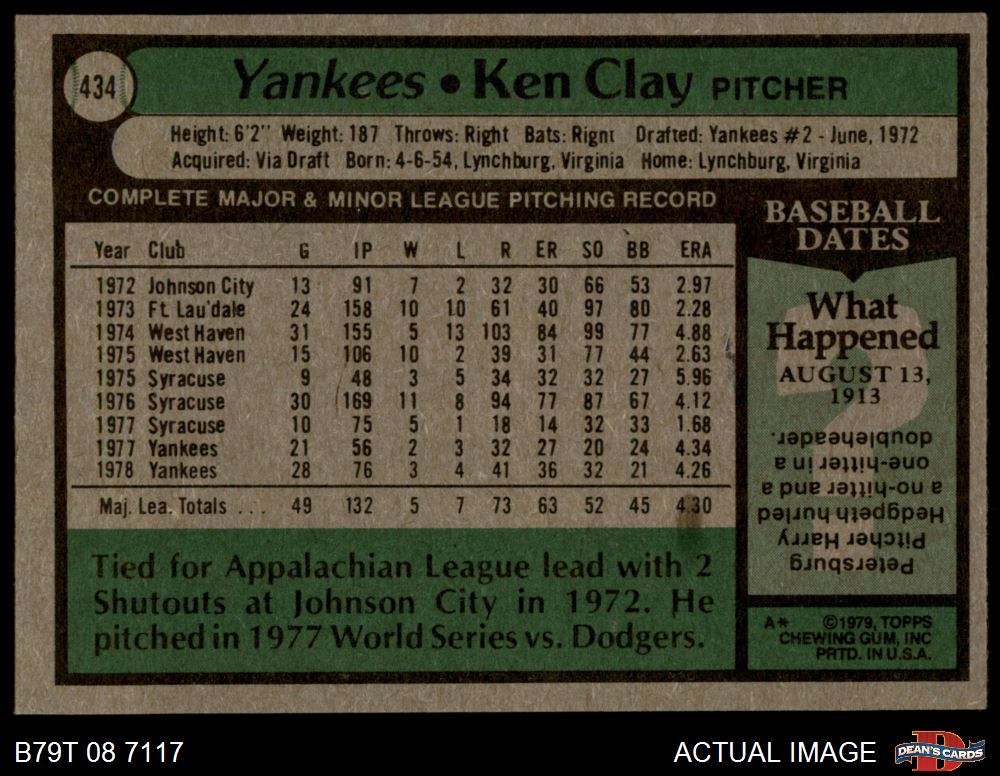 434
Yankees • Ken Clay PITCHER
Height: 6'2" Weight: 187 Throws: Right Bats: Right Drafted: Yankees #2 - June, 1972
Acquired: Via Draft Born: 4-6-54, Lynchburg, Virginia Home: Lynchburg, Virginia
COMPLETE MAJOR & MINOR LEAGUE PITCHING RECORD
Year Club G IP W L R ER SO BB ERA
1972 Johnson City 13 91 7 2 32 30 66 53 2.97
1973 Ft. Lau'dale 24 158 10 10 61 40 97 80 2.28
1974 West Haven 31 155 5 13 103 84 99 77 4.88
1975 West Haven 15 106 10 2 39 31 77 44 2.63
1975 Syracuse 9 48 3 5 34 32 32 27 5.96
1976 Syracuse 30 169 11 8 94 77 87 67 4.12
1977 Syracuse 10 75 5 1 18 14 32 33 1.68
1977 Yankees 21 56 2 3 32 27 20 24 4.34
1978 Yankees 28 76 3 4 41 36 32 21 4.26
Maj. Lea. Totals . . . 49 132 5 7 73 63 52 45 4.30
Tied for Appalachian League lead with 2
Shutouts at Johnson City in 1972. He
pitched in 1977 World Series vs. Dodgers.
BASEBALL
DATES
What
Happened
AUGUST 13,
1913
Petersburg
Pitcher Harry
Hedgpeth hurled
a no-hitter and a
one-hitter in a
doubleheader.
A* ©1979, TOPPS
CHEWING GUM, INC
PRTD. IN U.S.A.
B79T 08 7117
ACTUAL IMAGE
DEAN'S CARDS